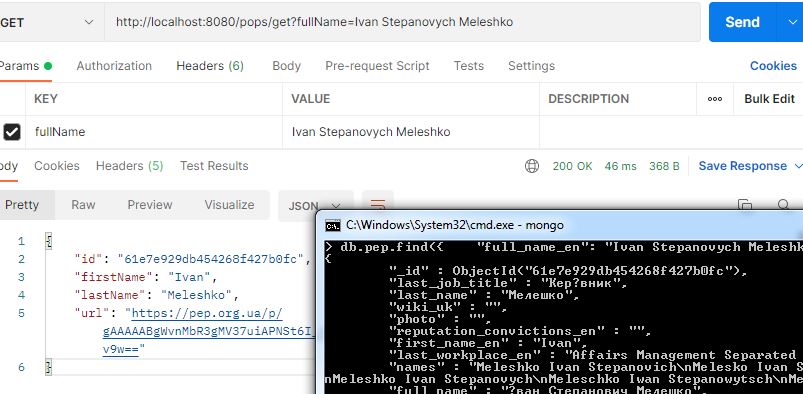 GET http://localhost:8080/pops/get?fullName=Ivan Stepanovych Meleshko Send
Params Authorization Headers (6) Body Pre-request Script Tests Settings Cookies
KEY VALUE DESCRIPTION ooo Bulk Edit
fullName Ivan Stepanovych Meleshko
ody Cookies Headers (5) Test Results 200 OK 46 ms 368 B Save Response
Pretty Raw Preview Visualize JSON
1 {
2 "id": "61e7e929db454268f427b0fc",
3 "firstName": "Ivan",
4 "lastName": "Meleshko",
5 "url": "https://pep.org.ua/p/
gAAAAABgWvnMbR3gMV37uiAPNSt6I
v9w=="
6 }
C:\Windows\System32\cmd.exe - mongo
> db.pep.find({ "full_name_en": "Ivan Stepanovych Meleshk
{
"_id" : ObjectId("61e7e929db454268f427b0fc"),
"last_job_title" : "Кер?вник",
"last_name" : "Мелешко",
"wiki_uk" : "",
"photo" : "",
"reputation_convictions_en" : "",
"first_name_en" : "Ivan",
"last_workplace_en" : "Affairs Management Separated
"names" : "Meleshko Ivan Stepanovich\nMelesko Ivan S
nMeleshko Ivan Stepanovych\nMeleschko Iwan Stepanowytsch\nMe
"full_name" : "?ван Степанович Мелешко",